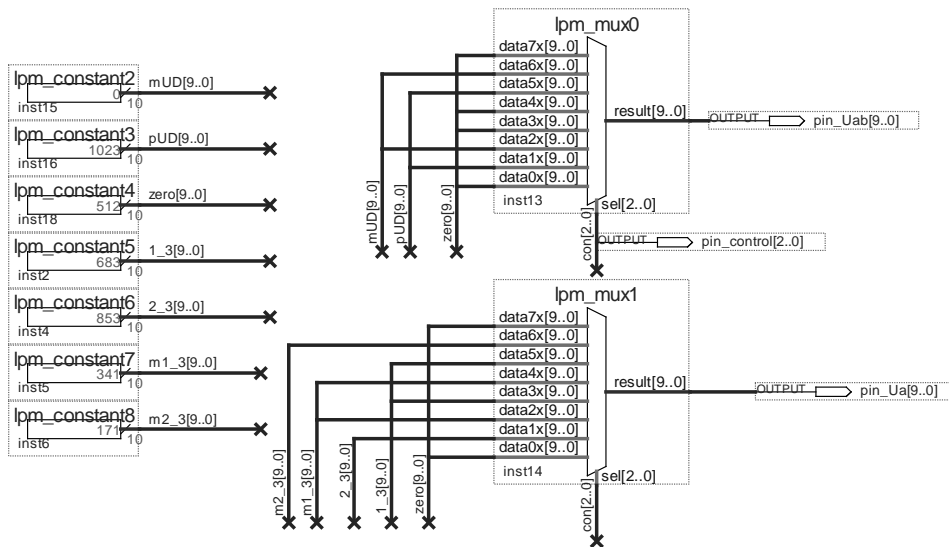 lpm_constant2
0
10
inst15
mUD[9..0]
lpm_constant3
1023
10
inst16
pUD[9..0]
lpm_constant4
512
10
inst18
zero[9..0]
lpm_constant5
683
10
inst2
1_3[9..0]
lpm_constant6
853
10
inst4
2_3[9..0]
lpm_constant7
341
10
inst5
m1_3[9..0]
lpm_constant8
171
10
inst6
m2_3[9..0]
lpm_mux0
data7x[9..0]
data6x[9..0]
data5x[9..0]
data4x[9..0]
data3x[9..0]
data2x[9..0]
data1x[9..0]
data0x[9..0]
result[9..0]
sel[2..0]
inst13
mUD[9..0]
pUD[9..0]
zero[9..0]
con[2..0]
OUTPUT
pin_Uab[9..0]
OUTPUT
pin_control[2..0]
lpm_mux1
data7x[9..0]
data6x[9..0]
data5x[9..0]
data4x[9..0]
data3x[9..0]
data2x[9..0]
data1x[9..0]
data0x[9..0]
result[9..0]
sel[2..0]
inst14
m2_3[9..0]
m1_3[9..0]
2_3[9..0]
1_3[9..0]
zero[9..0]
con[2..0]
OUTPUT
pin_Ua[9..0]